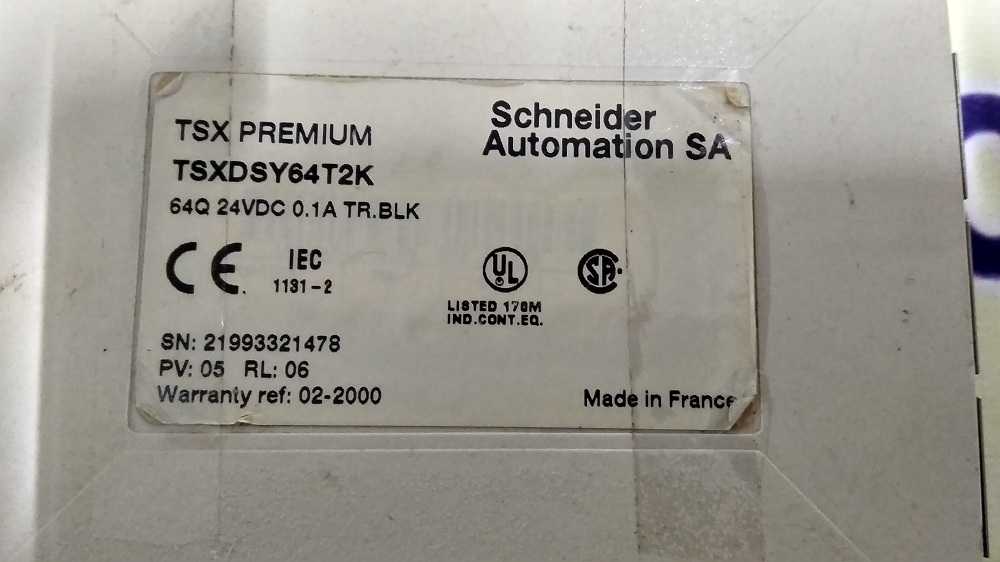 TSX PREMIUM
Schneider
Automation SA
TSXDSY64T2K
64Q 24VDC 0.1A TR.BLK
CE
IEC
1131-2
UL
SA
LISTED 170M
IND.CONT.EQ.
SN: 21993321478
PV: 05 RL: 06
Warranty ref: 02-2000
Made in France